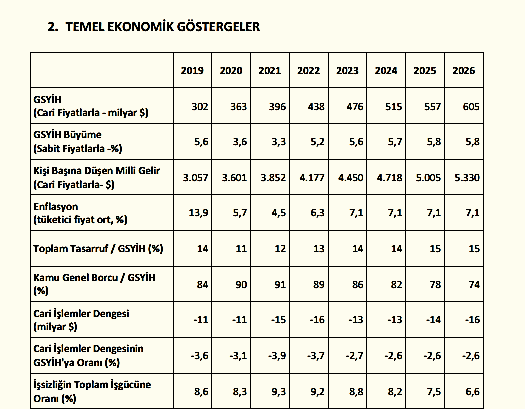 2. TEMEL EKONOMİK GÖSTERGELER
2019 2020 2021 2022 2023 2024 2025 2026
GSYİH
(Cari Fiyatlarla - milyar $) 302 363 396 438 476 515 557 605
GSYİH Büyüme
(Sabit Fiyatlarla -%) 5,6 3,6 3,3 5,2 5,6 5,7 5,8 5,8
Kişi Başına Düşen Milli Gelir
(Cari Fiyatlarla- $) 3.057 3.601 3.852 4.177 4.450 4.718 5.005 5.330
Enflasyon
(tüketici fiyat ort, %) 13,9 5,7 4,5 6,3 7,1 7,1 7,1 7,1
Toplam Tasarruf / GSYİH (%) 14 11 12 13 14 14 15 15
Kamu Genel Borcu / GSYİH
(%) 84 90 91 89 86 82 78 74
Cari İşlemler Dengesi
(milyar $) -11 -11 -15 -16 -13 -13 -14 -16
Cari İşlemler Dengesinin
GSYİH'ya Oranı (%) -3,6 -3,1 -3,9 -3,7 -2,7 -2,6 -2,6 -2,6
İşsizliğin Toplam İşgücüne
Oranı (%) 8,6 8,3 9,3 9,2 8,8 8,2 7,5 6,6